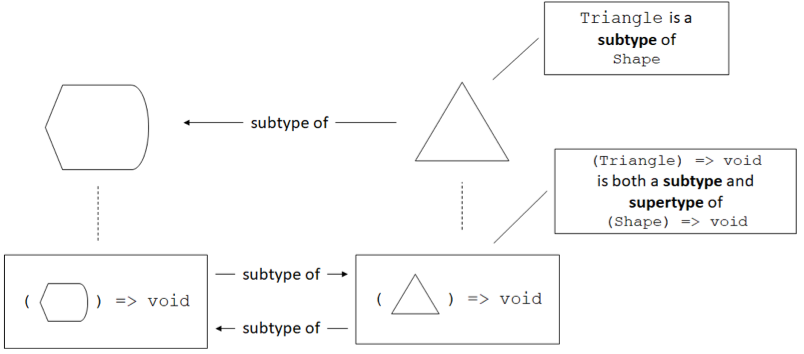 Triangle is a
subtype of
Shape
subtype of
(Triangle) => void
is both a subtype and
supertype of
(Shape) => void
( ) => void
subtype of
subtype of
( ) => void